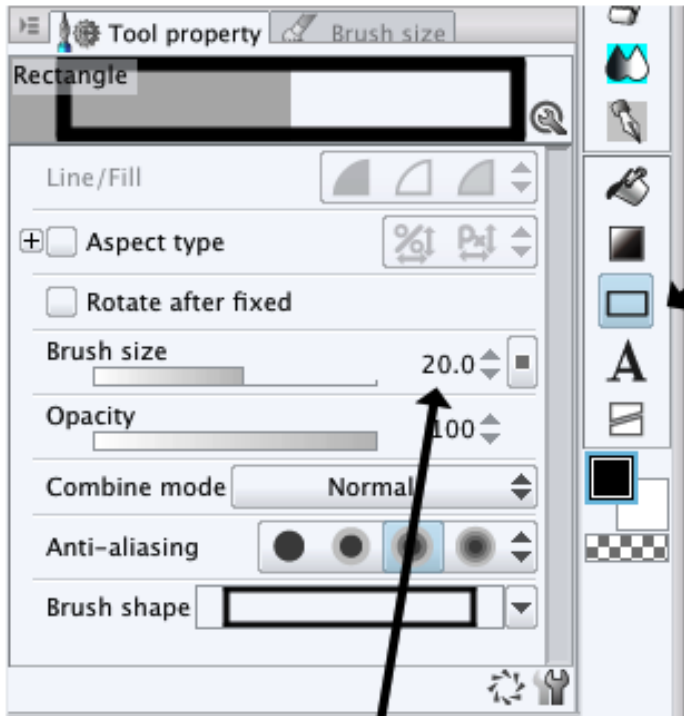 Tool property Brush size
Rectangle
Line/Fill
Aspect type % Px
Rotate after fixed
Brush size 20.0
Opacity 100
Combine mode Normal
Anti-aliasing
Brush shape
A